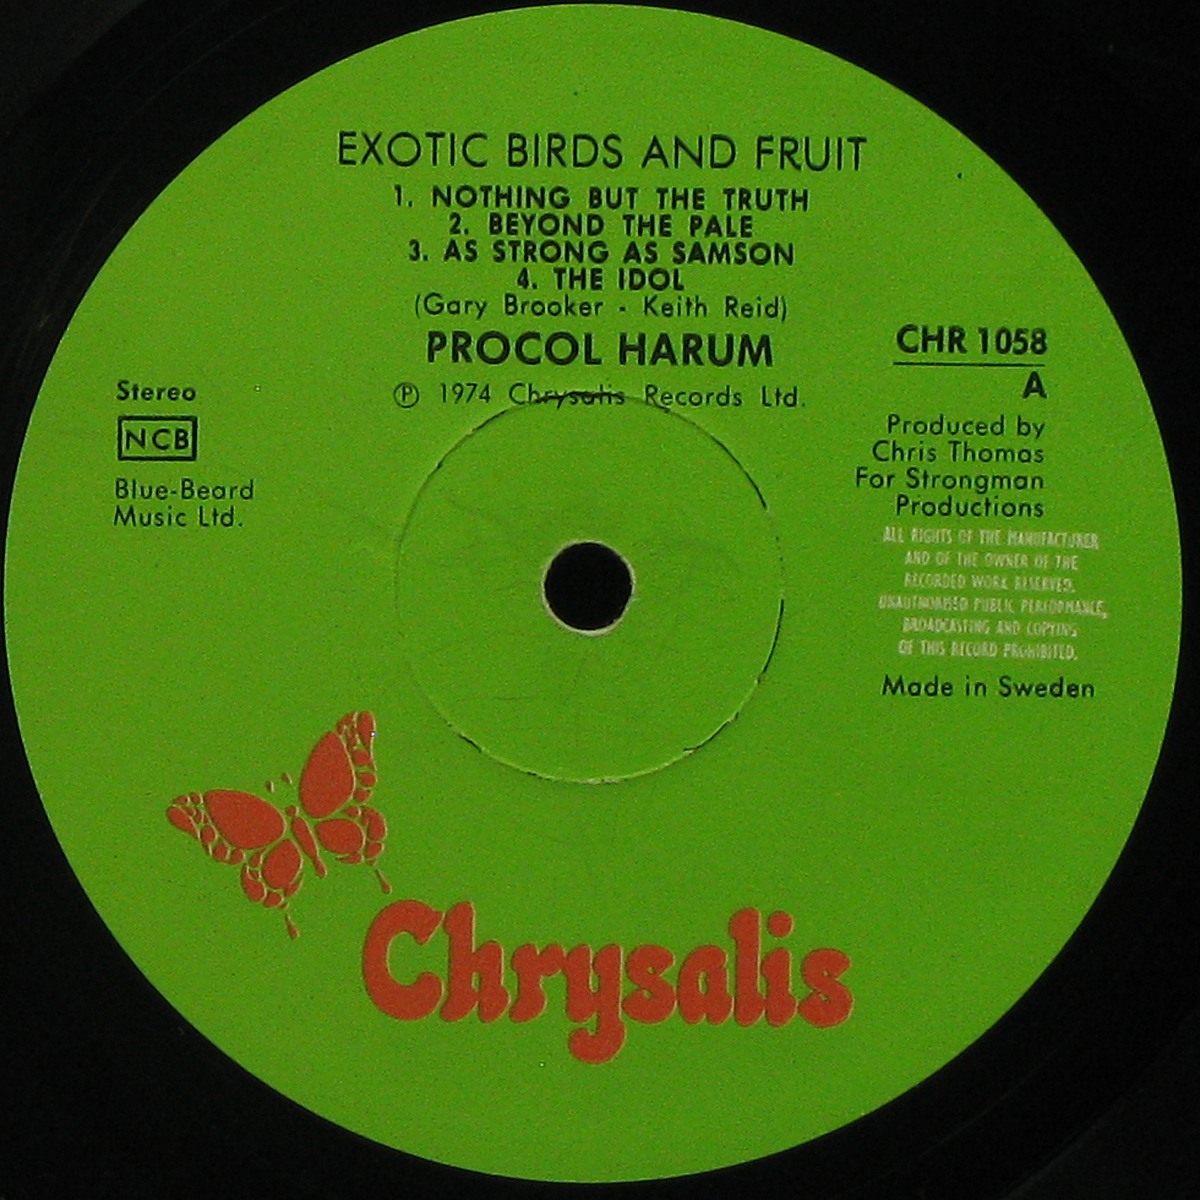 EXOTIC BIRDS AND FRUIT
1. NOTHING BUT THE TRUTH
2. BEYOND THE PALE
3. AS STRONG AS SAMSON
4. THE IDOL
(Gary Brooker - Keith Reid)
PROCOL HARUM
℗ 1974 Chrysalis Records Ltd.
Stereo
NCB
Blue-Beard
Music Ltd.
CHR 1058
A
Produced by
Chris Thomas
For Strongman
Productions
ALL RIGHTS OF THE MANUFACTURER
AND OF THE OWNER OF THE
RECORDED WORK RESERVED.
UNAUTHORISED PUBLIC PERFORMANCE,
BROADCASTING AND COPYING
OF THIS RECORD PROHIBITED.
Made in Sweden
Chrysalis